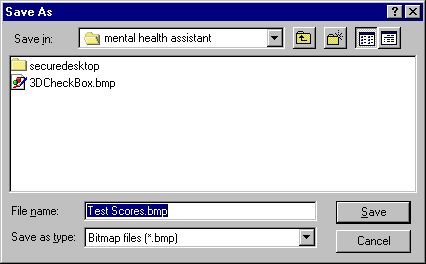 Save As
Save in: mental health assistant
securedesktop
3DCheckBox.bmp
File name: Test Scores.bmp Save
Save as type: Bitmap files (*.bmp) Cancel